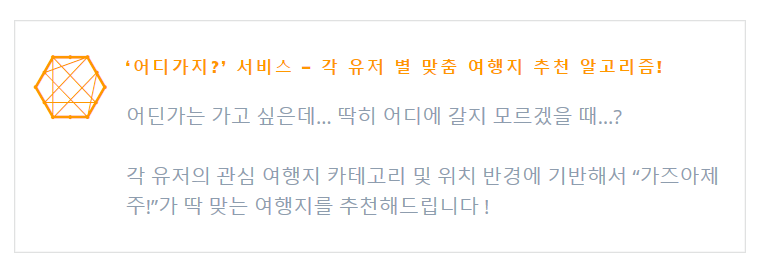 ‘어디가지?’ 서비스 – 각 유저 별 맞춤 여행지 추천 알고리즘!
어딘가는 가고 싶은데... 딱히 어디에 갈지 모르겠을 때...?
각 유저의 관심 여행지 카테고리 및 위치 반경에 기반해서 “가즈아제
주!”가 딱 맞는 여행지를 추천해드립니다 !